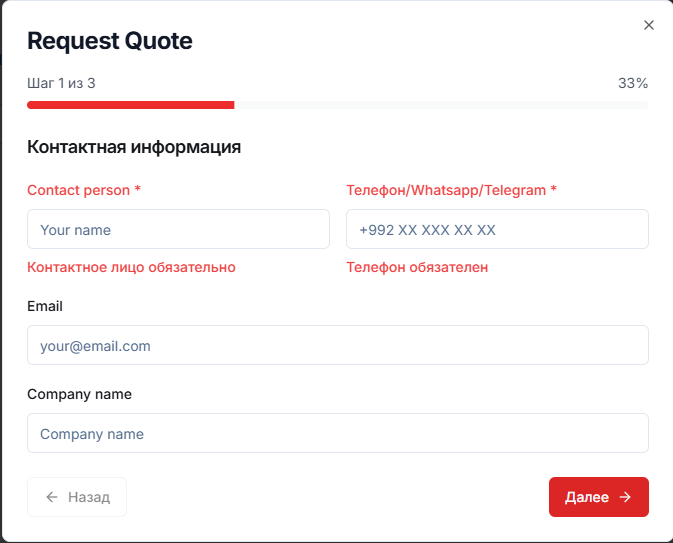 Request Quote
Шаг 1 из 3 33%
Контактная информация
Contact person * Телефон/Whatsapp/Telegram *
Your name +992 XX XXX XX XX
Контактное лицо обязательно Телефон обязателен
Email
your@email.com
Company name
Company name
Назад Далее